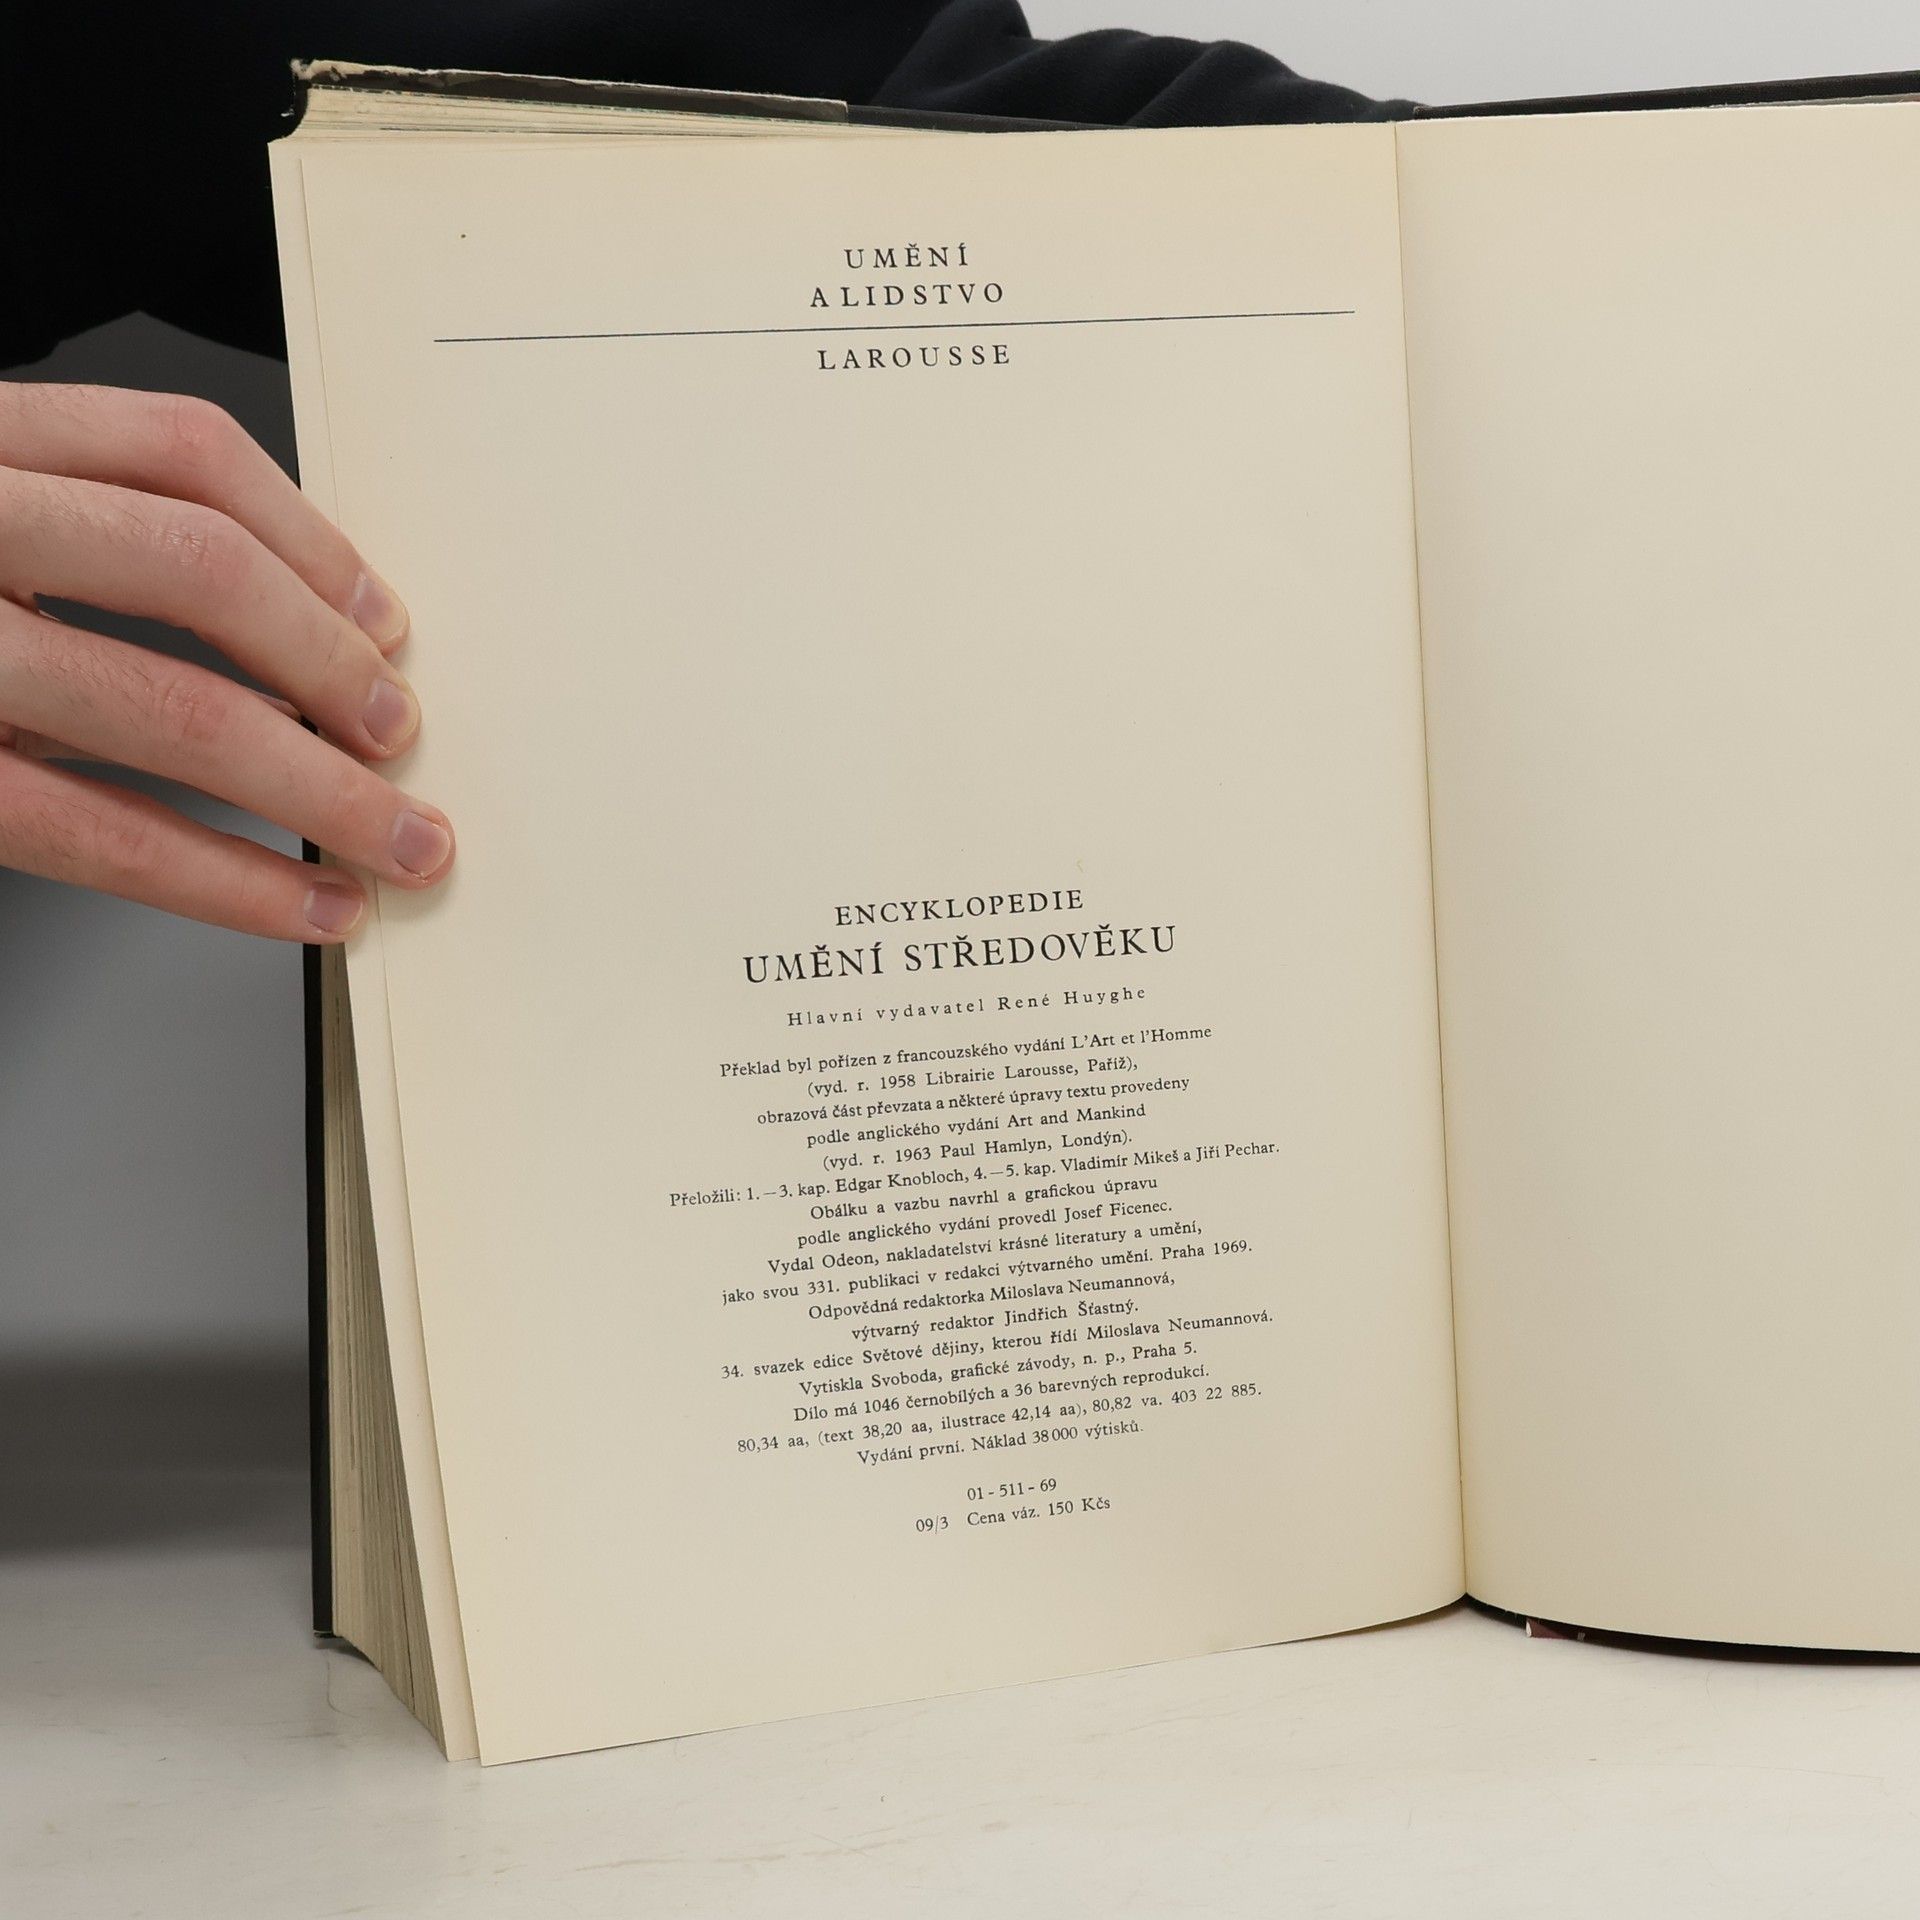 UMĚNÍ
A LIDSTVO
LAROUSSE
ENCYKLOPEDIE
UMĚNÍ STŘEDOVĚKU
Hlavní vydavatel René Huyghe
Překlad byl pořízen z francouzského vydání L'Art et l'Homme
(vyd. r. 1958 Librairie Larousse, Paříž),
obrazová část převzata a některé úpravy textu provedeny
podle anglického vydání Art and Mankind
(vyd. r. 1963 Paul Hamlyn, Londýn).
Přeložili: 1.—3. kap. Edgar Knobloch, 4.—5. kap. Vladimír Mikeš a Jiří Pechar.
Obálku a vazbu navrhl a grafickou úpravu
podle anglického vydání provedl Josef Ficenec.
Vydal Odeon, nakladatelství krásné literatury a umění,
jako svou 331. publikaci v redakci výtvarného umění. Praha 1969.
Odpovědná redaktorka Miloslava Neumannová,
výtvarný redaktor Jindřich Šťastný.
34. svazek edice Světové dějiny, kterou řídí Miloslava Neumannová.
Vytiskla Svoboda, grafické závody, n. p., Praha 5.
Dílo má 1046 černobílých a 36 barevných reprodukcí.
80,34 aa, (text 38,20 aa, ilustrace 42,14 aa), 80,82 va. 403 22 885.
Vydání první. Náklad 38 000 výtisků.
01 - 511 - 69
09/3 Cena váz. 150 Kčs